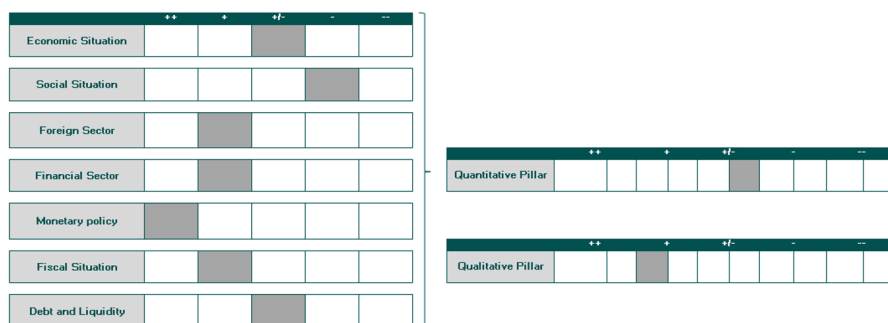 ++ + +/- - --
Economic Situation
Social Situation
Foreign Sector
Financial Sector
Monetary policy
Fiscal Situation
Debt and Liquidity
++ + +/- - --
Quantitative Pillar
++ + +/- - --
Qualitative Pillar